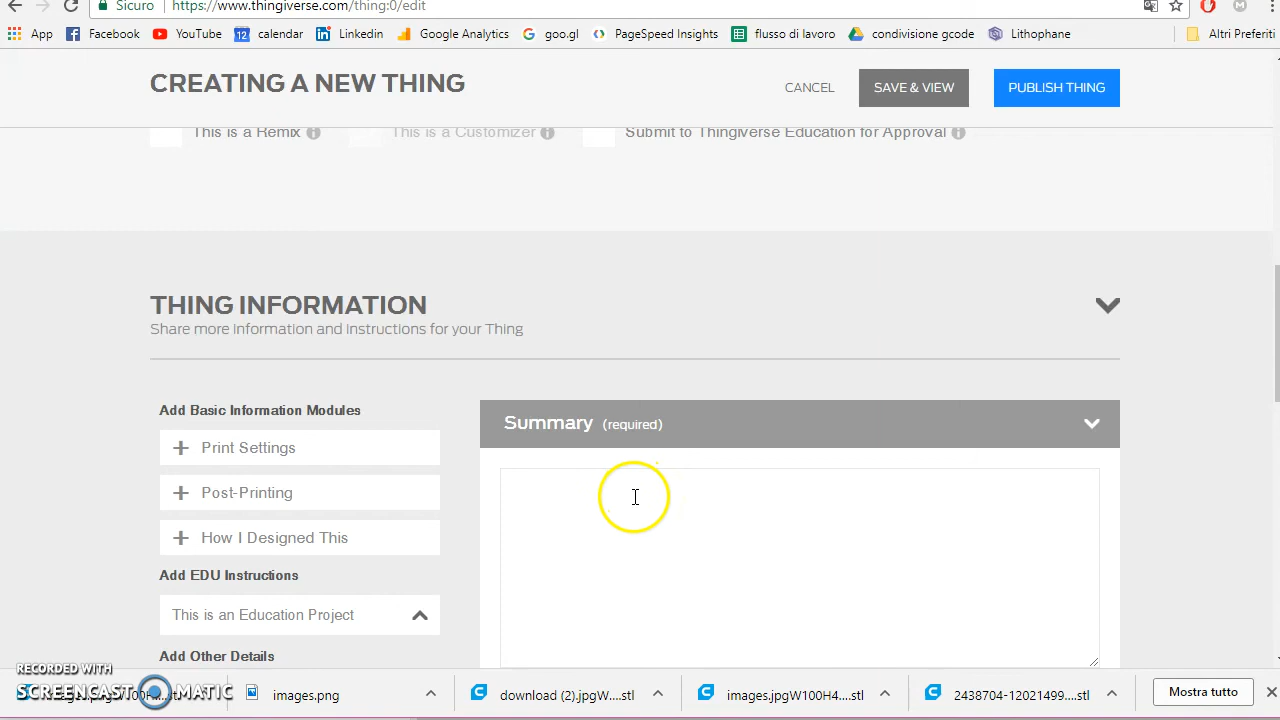 Sicuro https://www.thingiverse.com/thing:0/edit
App Facebook YouTube 12 calendar Linkedin Google Analytics goo.gl PageSpeed Insights flusso di lavoro condivisione gcode Lithophane Altri Preferiti
CREATING A NEW THING CANCEL SAVE & VIEW PUBLISH THING
This is a Remix This is a Customizer Submit to Thingiverse Education for Approval
THING INFORMATION
Share more information and instructions for your Thing
Add Basic Information Modules
Summary (required)
Print Settings
Post-Printing
How I Designed This
Add EDU Instructions
This is an Education Project
Add Other Details
RECORDED WITH
SCREENCAST MATIC
images.png download (2).jpgW....stl images.jpgW100H4....stl 2438704-12021499....stl Mostra tutto